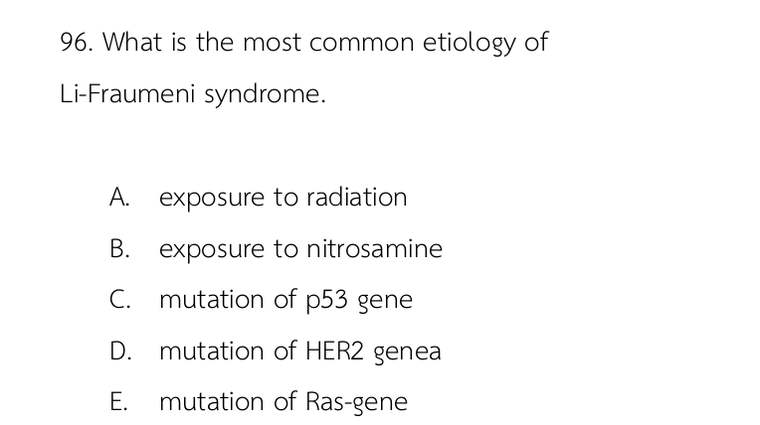 96. What is the most common etiology of
Li-Fraumeni syndrome.
A. exposure to radiation
B. exposure to nitrosamine
C. mutation of p53 gene
D. mutation of HER2 genea
E. mutation of Ras-gene